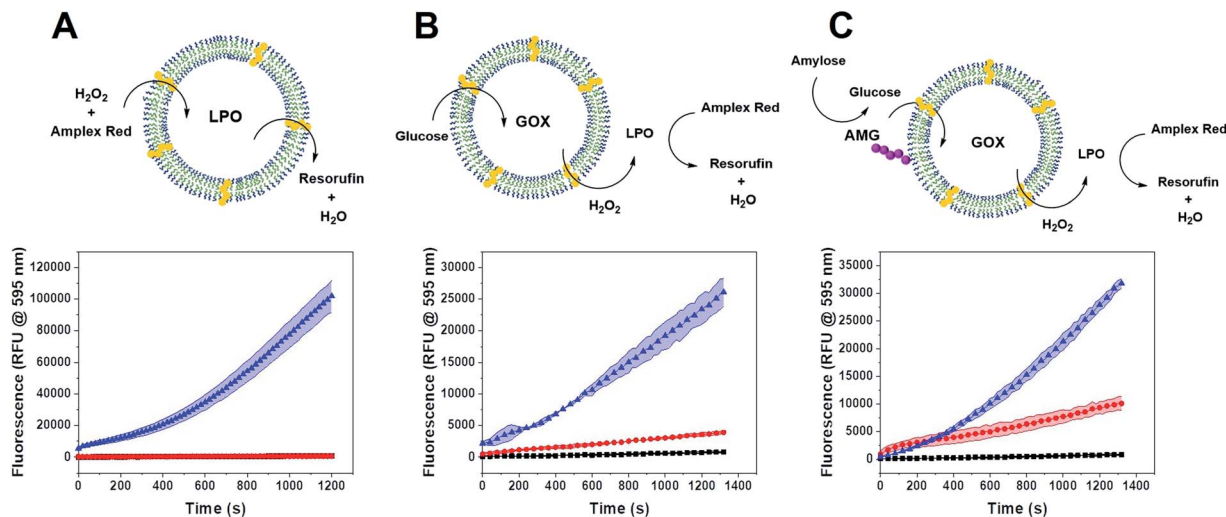 A
H2O2
+
Amplex Red
LPO
Resorufin
+
H2O
B
Glucose
GOX
LPO
Amplex Red
Resorufin
+
H2O
H2O2
C
Amylose
Glucose
AMG
GOX
LPO
Amplex Red
Resorufin
+
H2O
H2O2
Fluorescence (RFU @ 595 nm)
120000
100000
80000
60000
40000
20000
0
0 200 400 600 800 1000 1200
Time (s)
Fluorescence (RFU @ 595 nm)
30000
25000
20000
15000
10000
5000
0
0 200 400 600 800 1000 1200 1400
Time (s)
Fluorescence (RFU @ 595 nm)
35000
30000
25000
20000
15000
10000
5000
0
0 200 400 600 800 1000 1200 1400
Time (s)